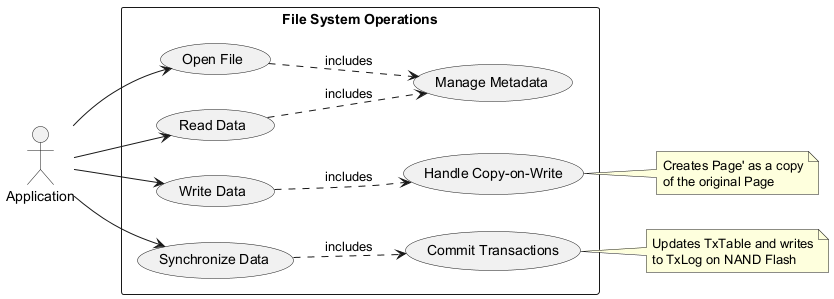 File System Operations
Open File
includes
Manage Metadata
includes
Read Data
Application
Write Data
includes
Handle Copy-on-Write
Creates Page' as a copy
of the original Page
Synchronize Data
includes
Commit Transactions
Updates TxTable and writes
to TxLog on NAND Flash